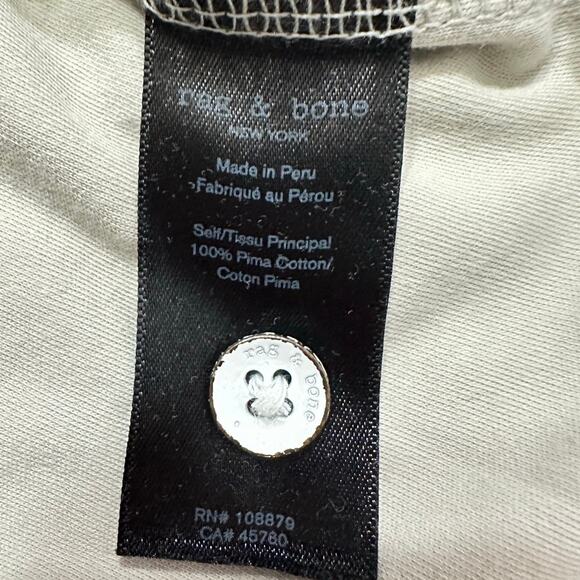 rag & bone
NEW YORK
Made in Peru
Fabriqué au Pérou
Self/Tissu Principal
100% Pima Cotton/
Coton Pima
rag & bone
RN# 108879
CA# 45760